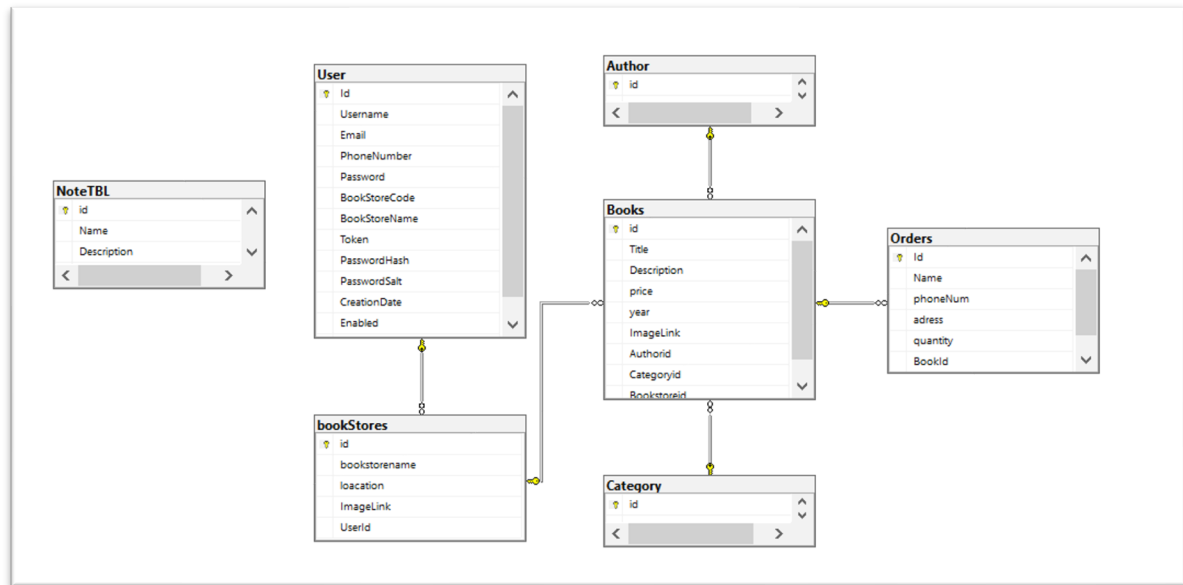 NoteTBL
id
Name
Description
User
Id
Username
Email
PhoneNumber
Password
BookStoreCode
BookStoreName
Token
PasswordHash
PasswordSalt
CreationDate
Enabled
bookStores
id
bookstorename
loacation
ImageLink
UserId
Author
id
Books
id
Title
Description
price
year
ImageLink
Authorid
Categoryid
Bookstoreid
Category
id
Orders
Id
Name
phoneNum
adress
quantity
BookId